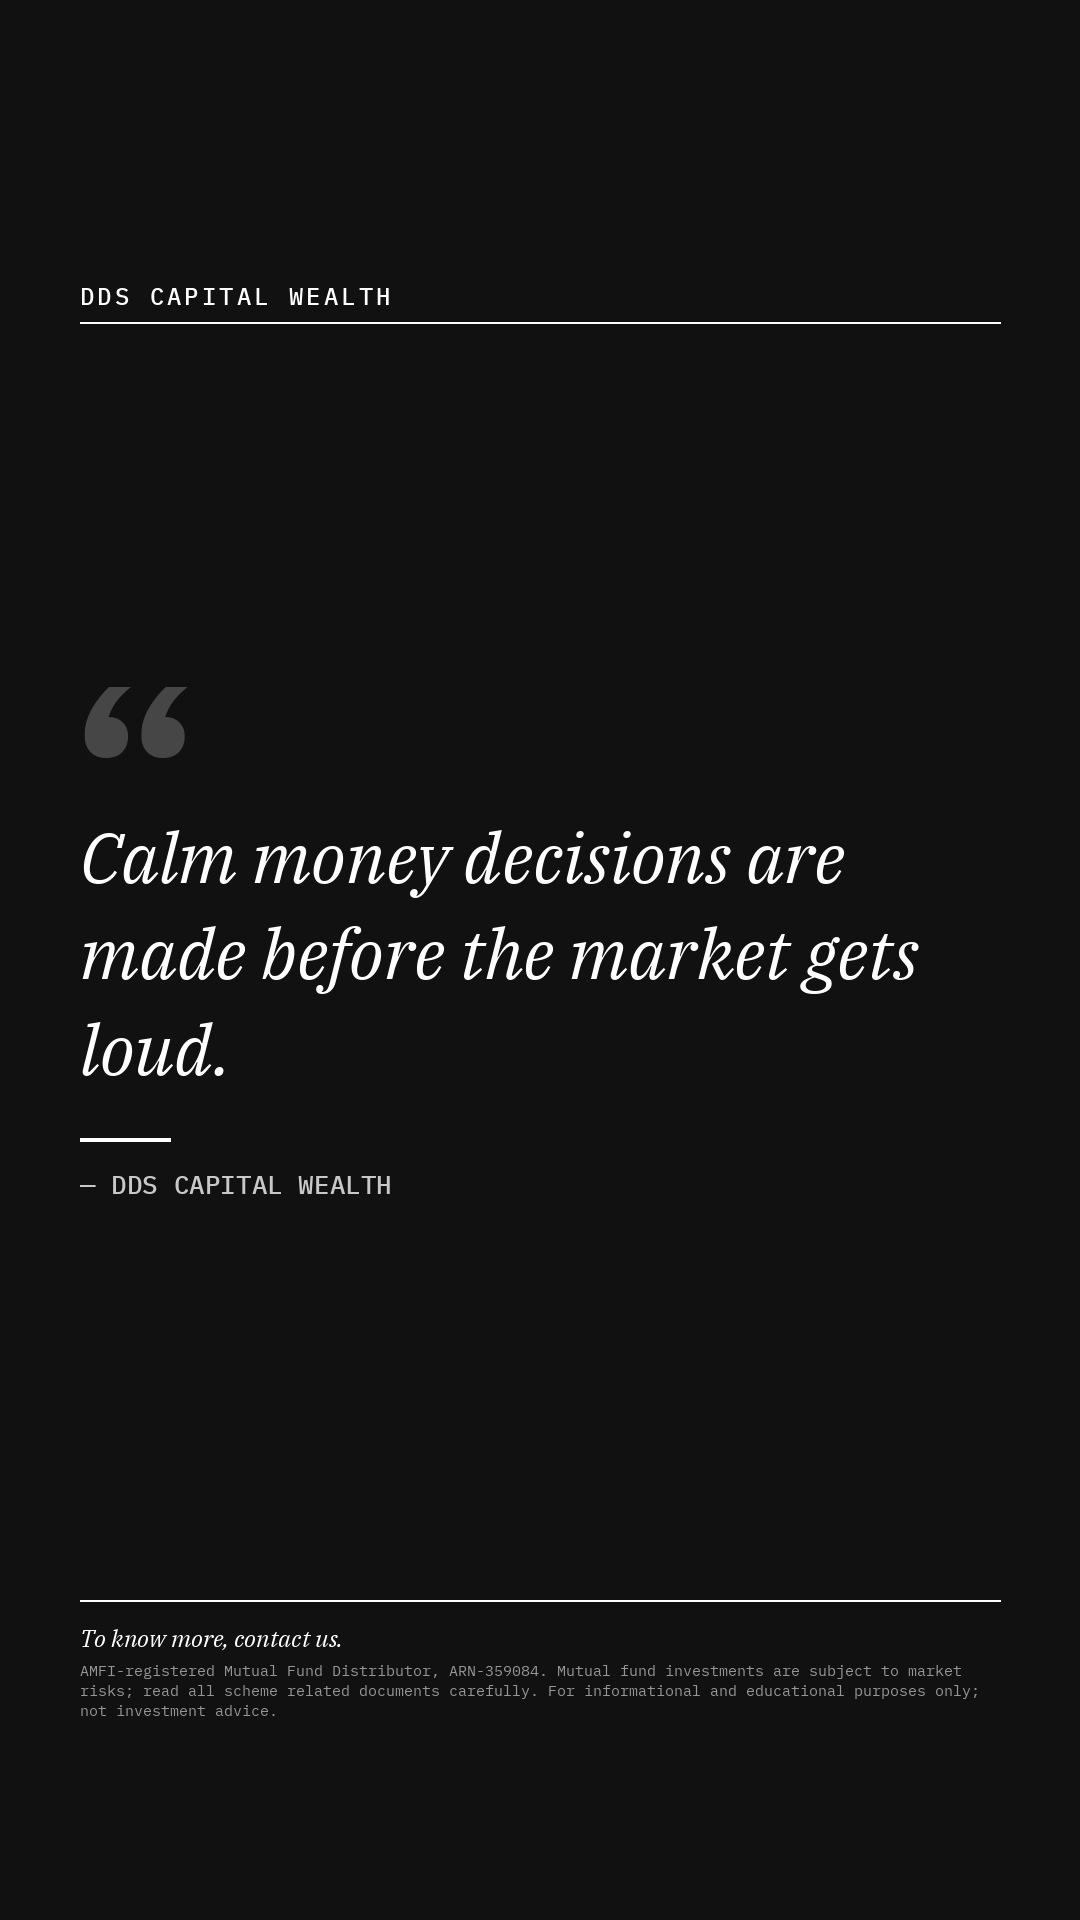 DDS CAPITAL WEALTH
“
Calm money decisions are
made before the market gets
loud.
— DDS CAPITAL WEALTH
To know more, contact us.
AMFI-registered Mutual Fund Distributor, ARN-359084. Mutual fund investments are subject to market
risks; read all scheme related documents carefully. For informational and educational purposes only;
not investment advice.